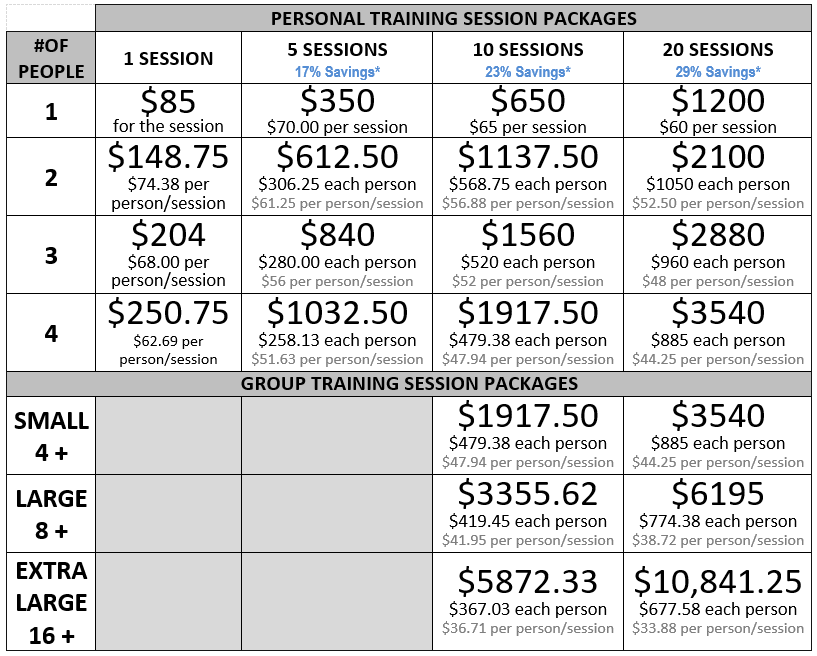 PERSONAL TRAINING SESSION PACKAGES
#OF
PEOPLE
1 SESSION
5 SESSIONS
17% Savings*
10 SESSIONS
23% Savings*
20 SESSIONS
29% Savings*
1
$85
for the session
$350
$70.00 per session
$650
$65 per session
$1200
$60 per session
2
$148.75
$74.38 per
person/session
$612.50
$306.25 each person
$61.25 per person/session
$1137.50
$568.75 each person
$56.88 per person/session
$2100
$1050 each person
$52.50 per person/session
3
$204
$68.00 per
person/session
$840
$280.00 each person
$56 per person/session
$1560
$520 each person
$52 per person/session
$2880
$960 each person
$48 per person/session
4
$250.75
$62.69 per
person/session
$1032.50
$258.13 each person
$51.63 per person/session
$1917.50
$479.38 each person
$47.94 per person/session
$3540
$885 each person
$44.25 per person/session
GROUP TRAINING SESSION PACKAGES
SMALL
4 +
$1917.50
$479.38 each person
$47.94 per person/session
$3540
$885 each person
$44.25 per person/session
LARGE
8 +
$3355.62
$419.45 each person
$41.95 per person/session
$6195
$774.38 each person
$38.72 per person/session
EXTRA
LARGE
16 +
$5872.33
$367.03 each person
$36.71 per person/session
$10,841.25
$677.58 each person
$33.88 per person/session